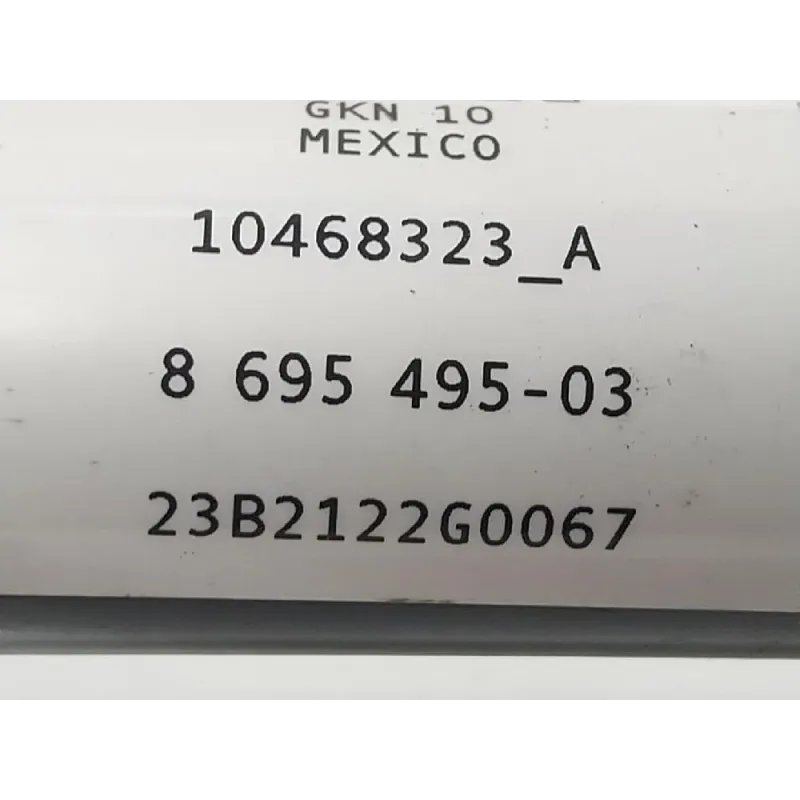 GKN 10
MEXICO
10468323_A
8 695 495-03
23B2122G0067